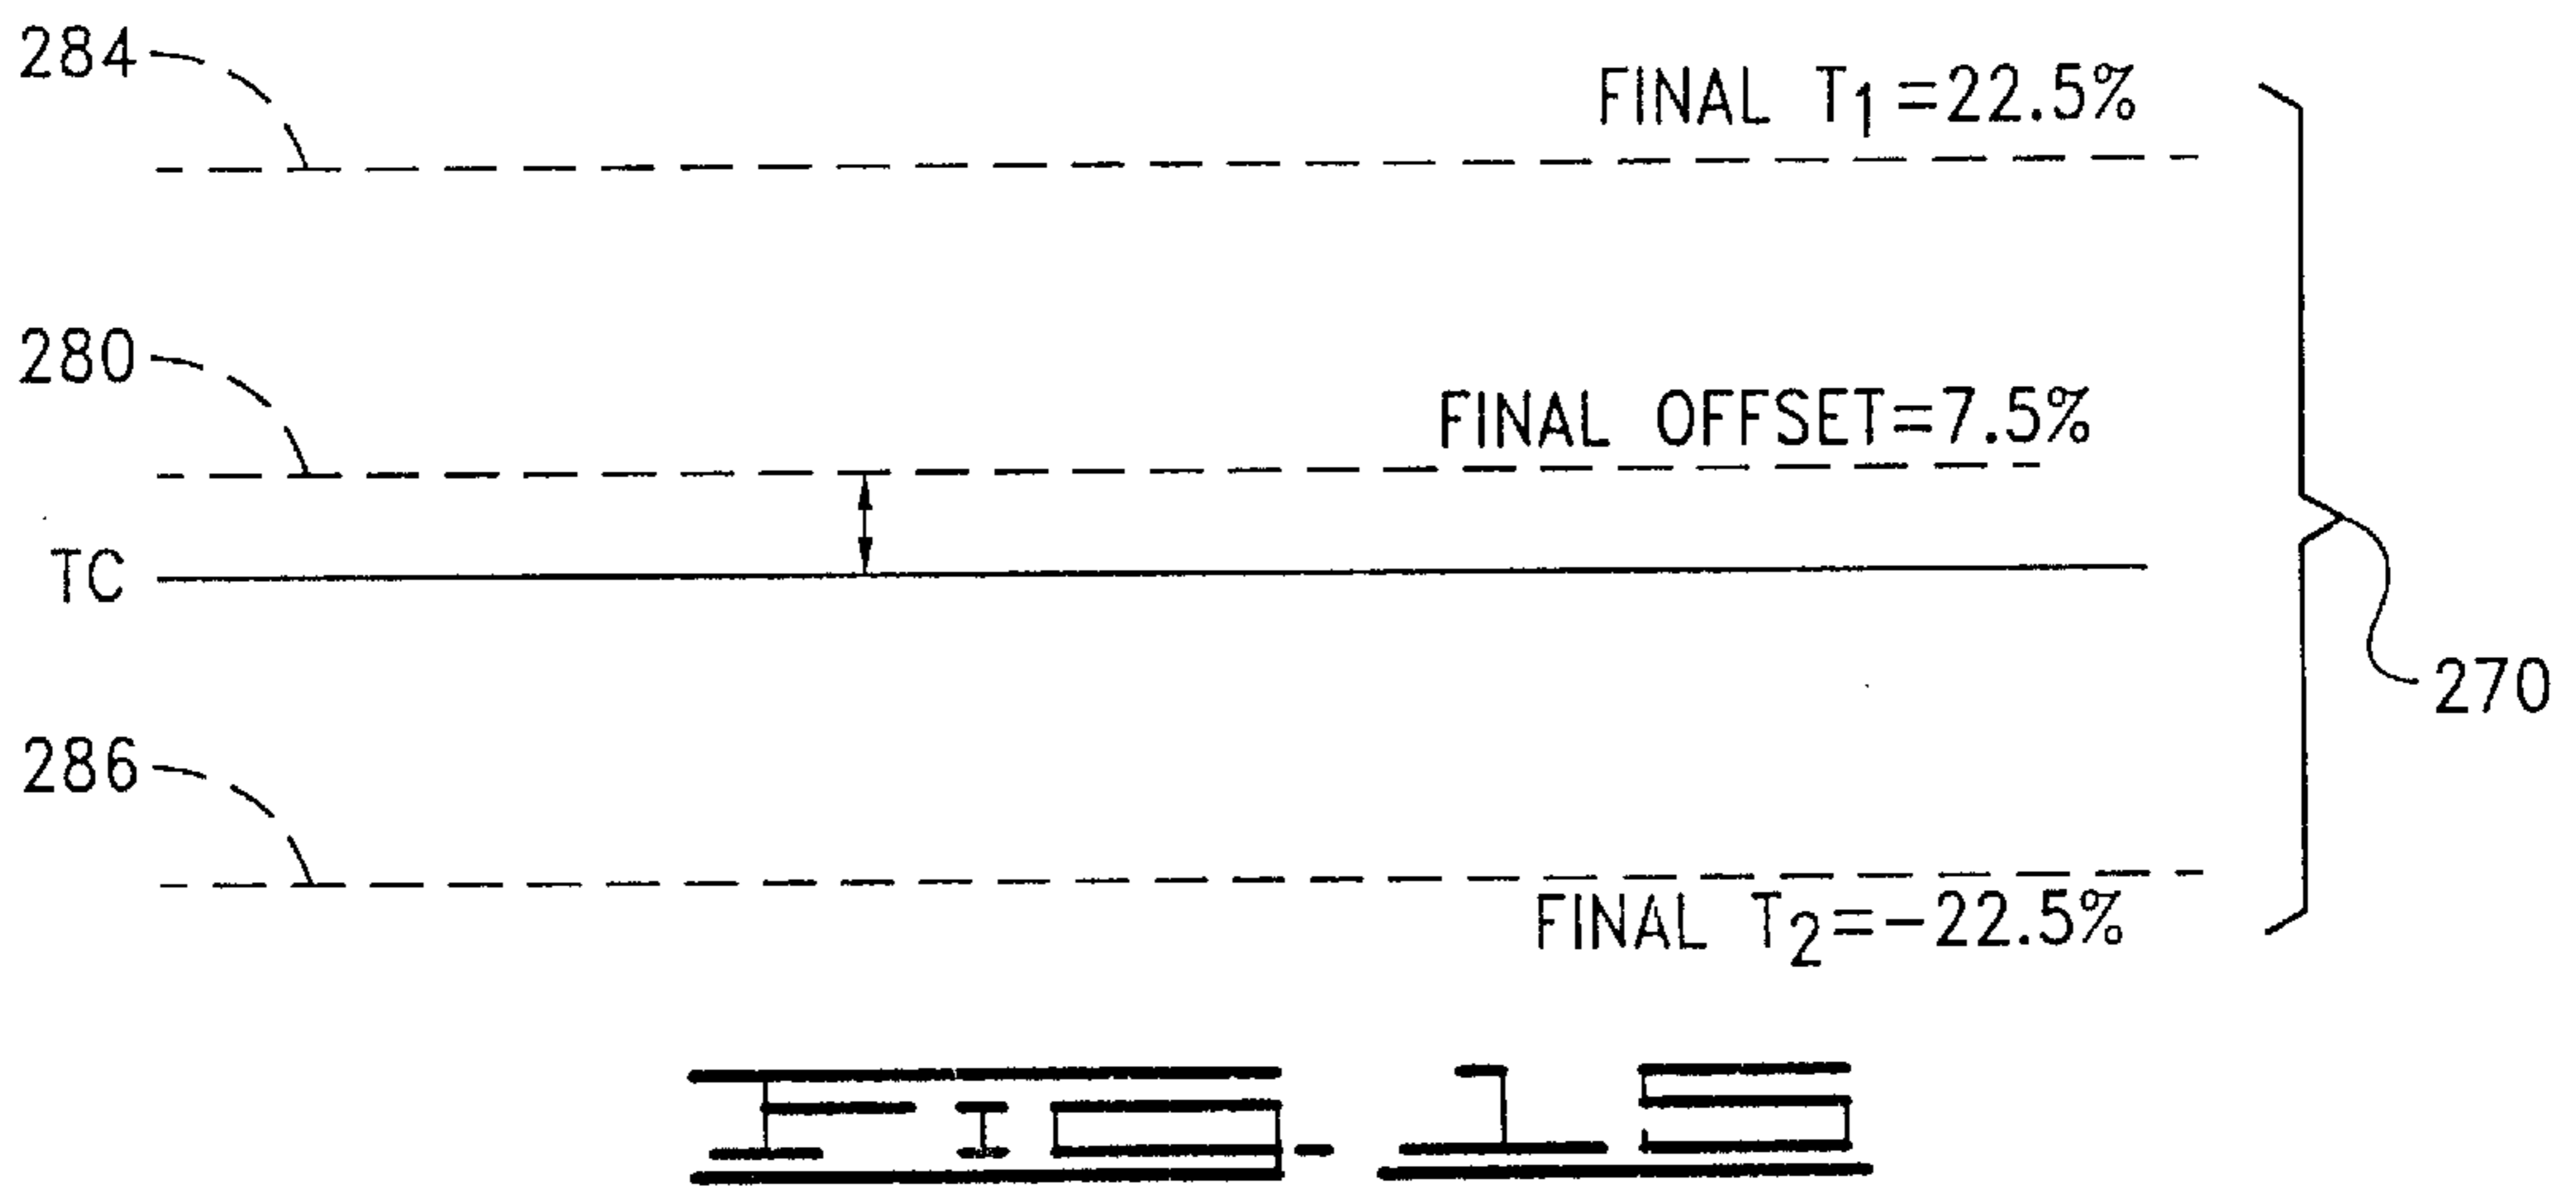 284
FINAL T₁=22.5%
280
FINAL OFFSET=7.5%
TC
270
286
FINAL T₂=-22.5%
FIG-15